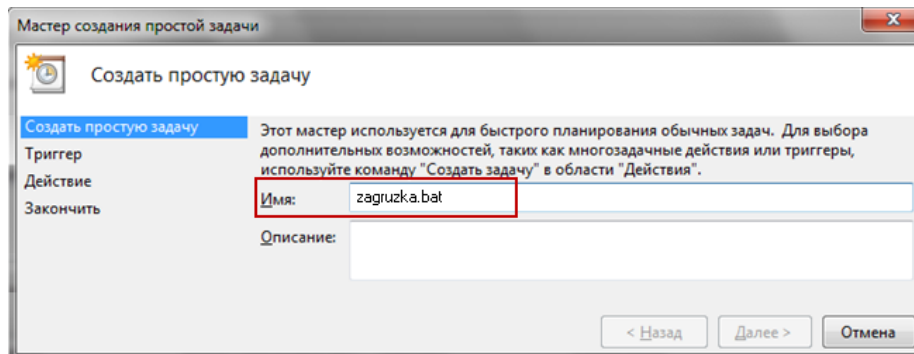 Мастер создания простой задачи
Создать простую задачу
Создать простую задачу
Триггер
Действие
Закончить
Этот мастер используется для быстрого планирования обычных задач. Для выбора
дополнительных возможностей, таких как многозадачные действия или триггеры,
используйте команду "Создать задачу" в области "Действия".
Имя: zagruzka.bat
Описание:
< Назад Далее > Отмена